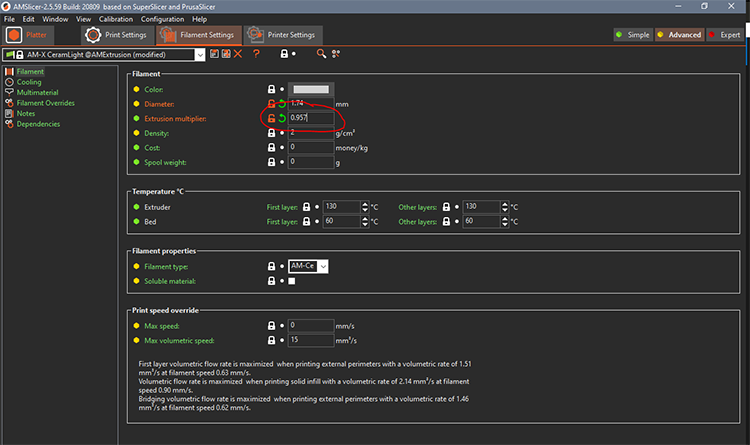 AMSlicer-2.5.59 Build: 20809 based on SuperSlicer and PrusaSlicer
File Edit Window View Calibration Configuration Help
Platter Print Settings Filament Settings Printer Settings Simple Advanced Expert
AM-X CeramLight @AMExtrusion (modified)
Filament
Cooling
Multimaterial
Filament Overrides
Notes
Dependencies
Filament
Color:
Diameter: 1.74 mm
Extrusion multiplier: 0.957
Density: 2 g/cm³
Cost: 0 money/kg
Spool weight: 0 g
Temperature °C
Extruder First layer: 130 °C Other layers: 130 °C
Bed First layer: 60 °C Other layers: 60 °C
Filament properties
Filament type: AM-Ce
Soluble material:
Print speed override
Max speed: 0 mm/s
Max volumetric speed: 15 mm³/s
First layer volumetric flow rate is maximized when printing external perimeters with a volumetric rate of 1.51
mm³/s at filament speed 0.63 mm/s.
Volumetric flow rate is maximized when printing solid infill with a volumetric rate of 2.14 mm³/s at filament
speed 0.90 mm/s.
Bridging volumetric flow rate is maximized when printing external perimeters with a volumetric rate of 1.46
mm³/s at filament speed 0.62 mm/s.